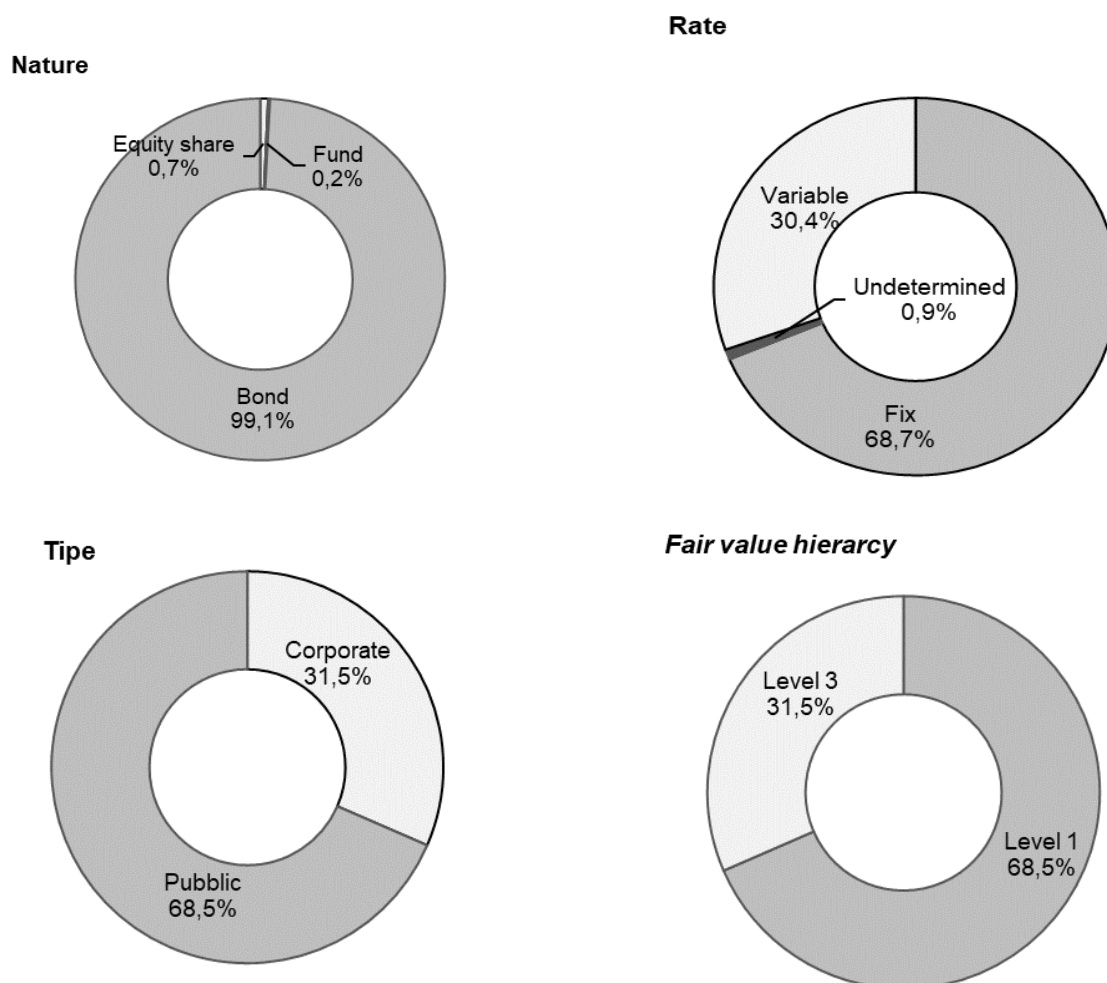 Nature
Equity share
0,7%
Fund
0,2%
Bond
99,1%
Rate
Variable
30,4%
Undetermined
0,9%
Fix
68,7%
Tipe
Corporate
31,5%
Pubblic
68,5%
Fair value hierarcy
Level 3
31,5%
Level 1
68,5%